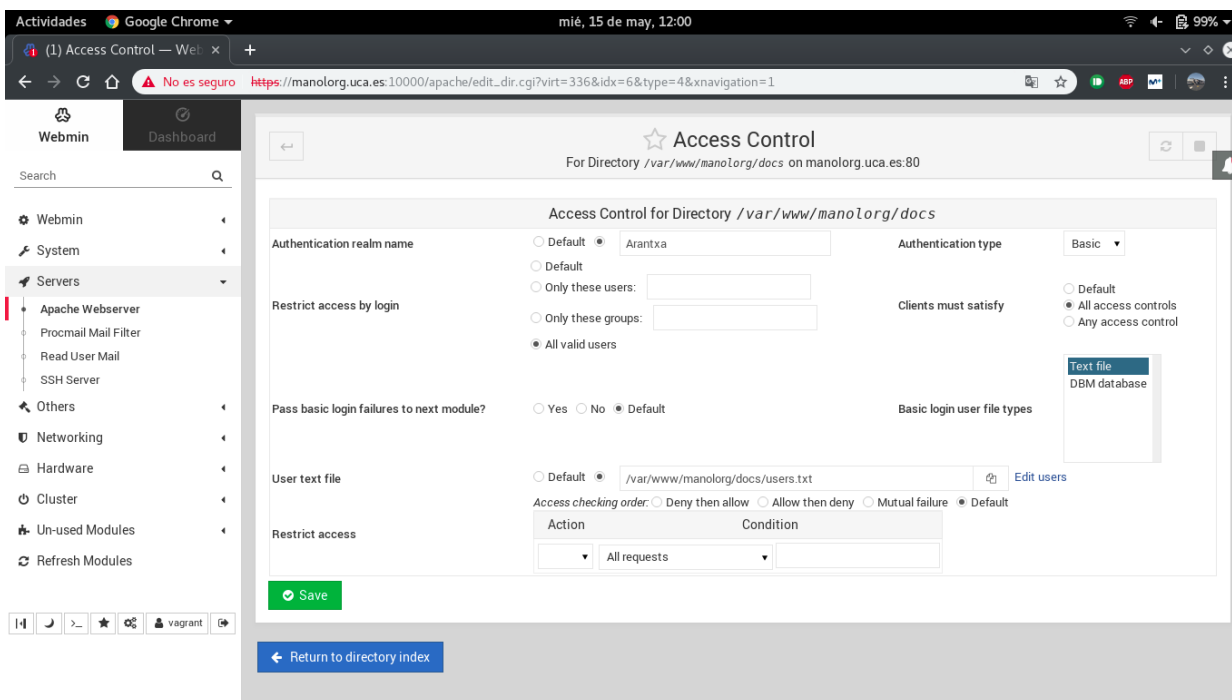 Actividades Google Chrome mié, 15 de may, 12:00 99%
(1) Access Control — Web
No es seguro https://manolorg.uca.es:10000/apache/edit_dir.cgi?virt=336&idx=6&type=4&xnavigation=1 ABP M+
Webmin Dashboard
Search
Webmin
System
Servers
Apache Webserver
Procmail Mail Filter
Read User Mail
SSH Server
Others
Networking
Hardware
Cluster
Un-used Modules
Refresh Modules
vagrant
Access Control
For Directory /var/www/manolorg/docs on manolorg.uca.es:80
Access Control for Directory /var/www/manolorg/docs
Authentication realm name Default Arantxa Authentication type Basic
Restrict access by login
Default
Only these users:
Only these groups:
All valid users
Clients must satisfy
Default
All access controls
Any access control
Pass basic login failures to next module? Yes No Default
Basic login user file types
Text file
DBM database
User text file Default /var/www/manolorg/docs/users.txt Edit users
Restrict access
Access checking order: Deny then allow Allow then deny Mutual failure Default
Action Condition
All requests
Save
Return to directory index